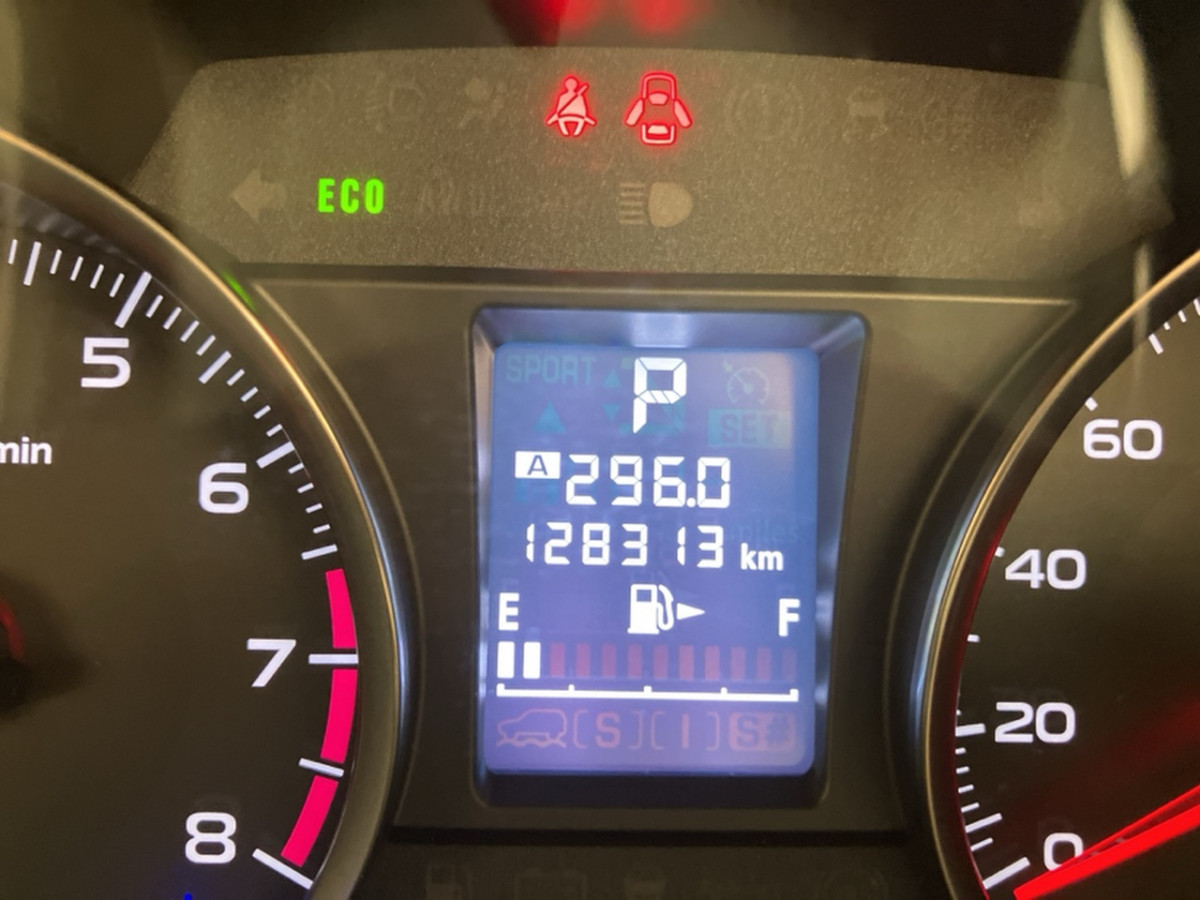 ECO
5
min
6
7
8
SPORT
SET
P
A 296.0
128313 km
E F
S I S#
60
40
20
0